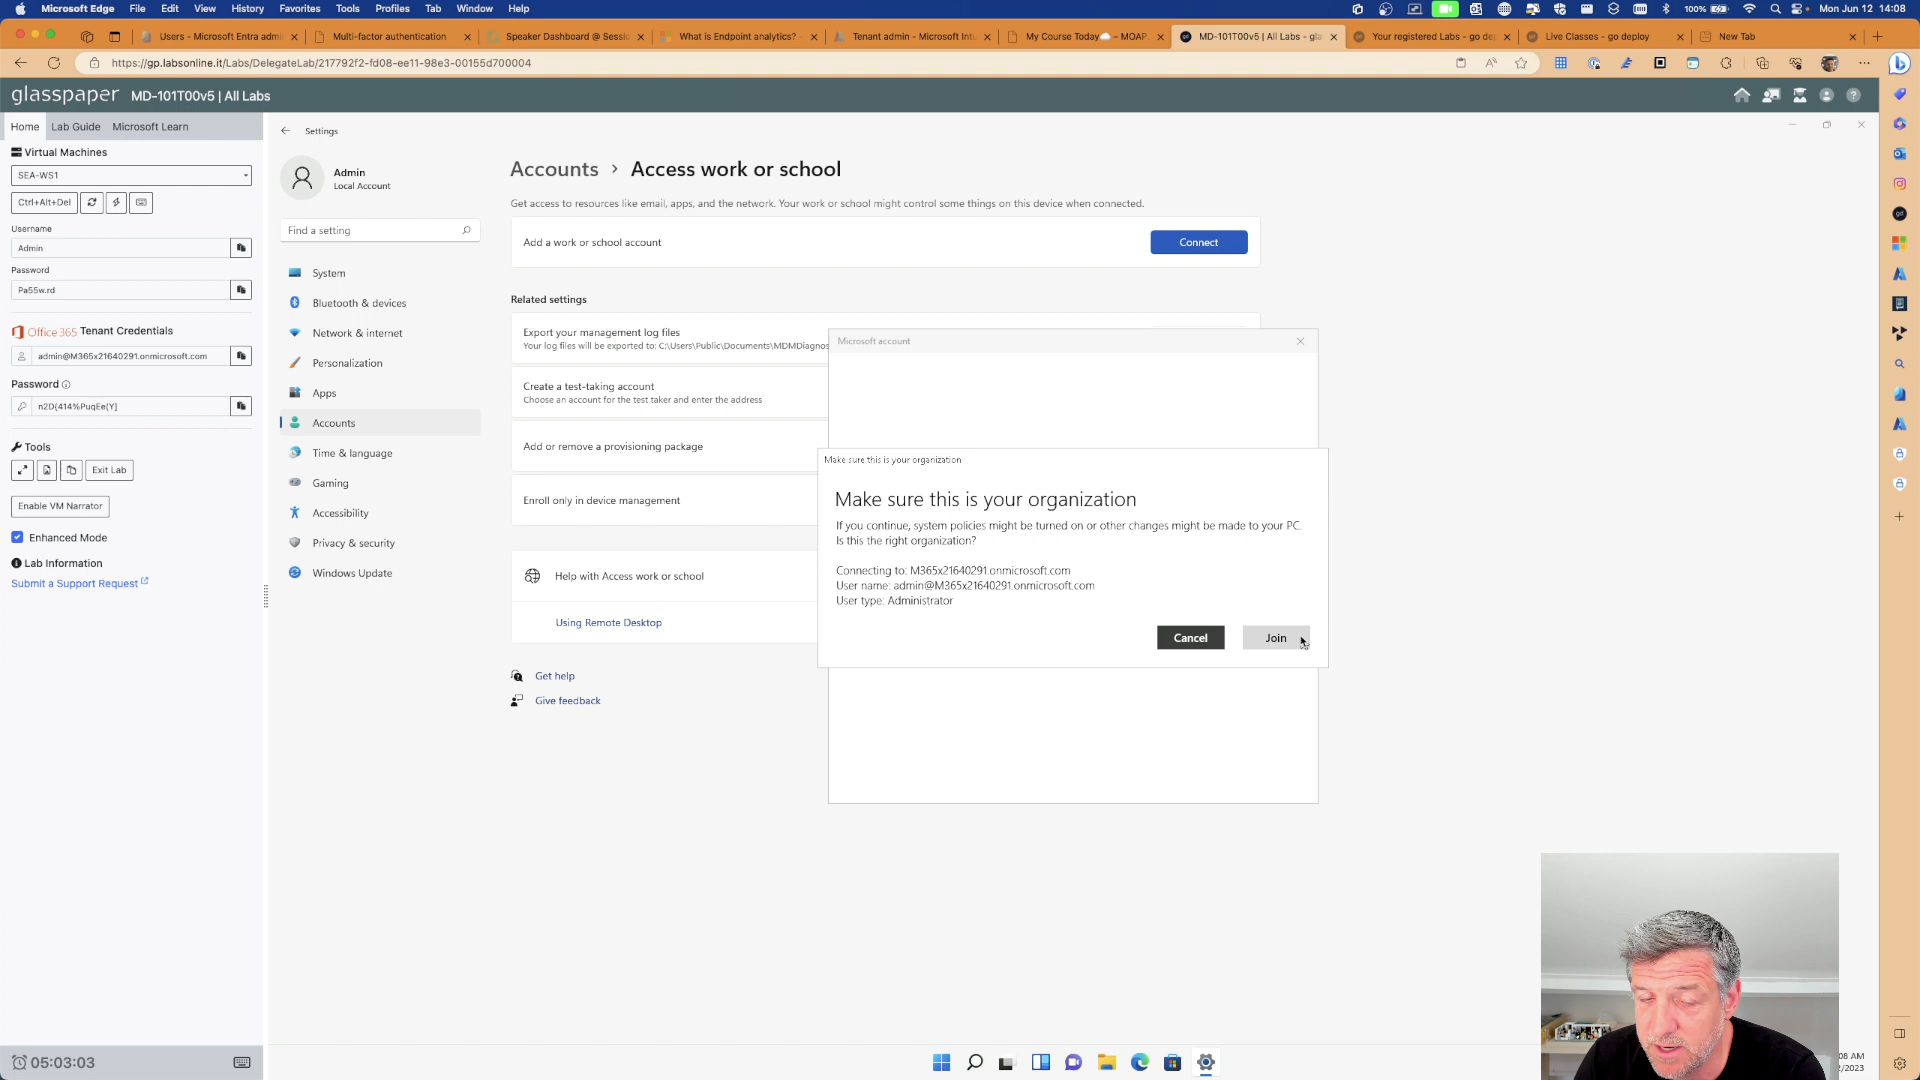 Microsoft Edge File Edit View History Favorites Tools Profiles Tab Window Help
100% Mon Jun 12 14:08
Users - Microsoft Entra admin
Multi-factor authentication
Speaker Dashboard @ Sessio
What is Endpoint analytics? -
Tenant admin - Microsoft Int
My Course Today
– MOAP
MD-101T00v5 | All Labs - gla
Your registered Labs - go de
Live Classes - go deploy
New Tab
https://gp.labsonline.it/Labs/DelegateLab/217792f2-fd08-ee11-98e3-00155d700004
glasspaper MD-101T00v5 | All Labs
Home Lab Guide Microsoft Learn
Virtual Machines
SEA-WS1
Ctrl+Alt+Del
Username
Admin
Password
Pa55w.rd
Office 365 Tenant Credentials
admin@M365x21640291.onmicrosoft.com
Password
n2D{414%PuqEe(Y]
Tools
Exit Lab
Enable VM Narrator
Enhanced Mode
Lab Information
Submit a Support Request
05:03:03
Settings
Admin
Local Account
Find a setting
System
Bluetooth & devices
Network & internet
Personalization
Apps
Accounts
Time & language
Gaming
Accessibility
Privacy & security
Windows Update
Accounts › Access work or school
Get access to resources like email, apps, and the network. Your work or school might control some things on this device when connected.
Add a work or school account
Connect
Related settings
Export your management log files
Your log files will be exported to: C:\Users\Public\Documents\MDMDiagnos
Create a test-taking account
Choose an account for the test taker and enter the address
Add or remove a provisioning package
Enroll only in device management
Help with Access work or school
Using Remote Desktop
Get help
Give feedback
Microsoft account
Make sure this is your organization
Make sure this is your organization
If you continue, system policies might be turned on or other changes might be made to your PC.
Is this the right organization?
Connecting to: M365x21640291.onmicrosoft.com
User name: admin@M365x21640291.onmicrosoft.com
User type: Administrator
Cancel Join
08 AM
/2023